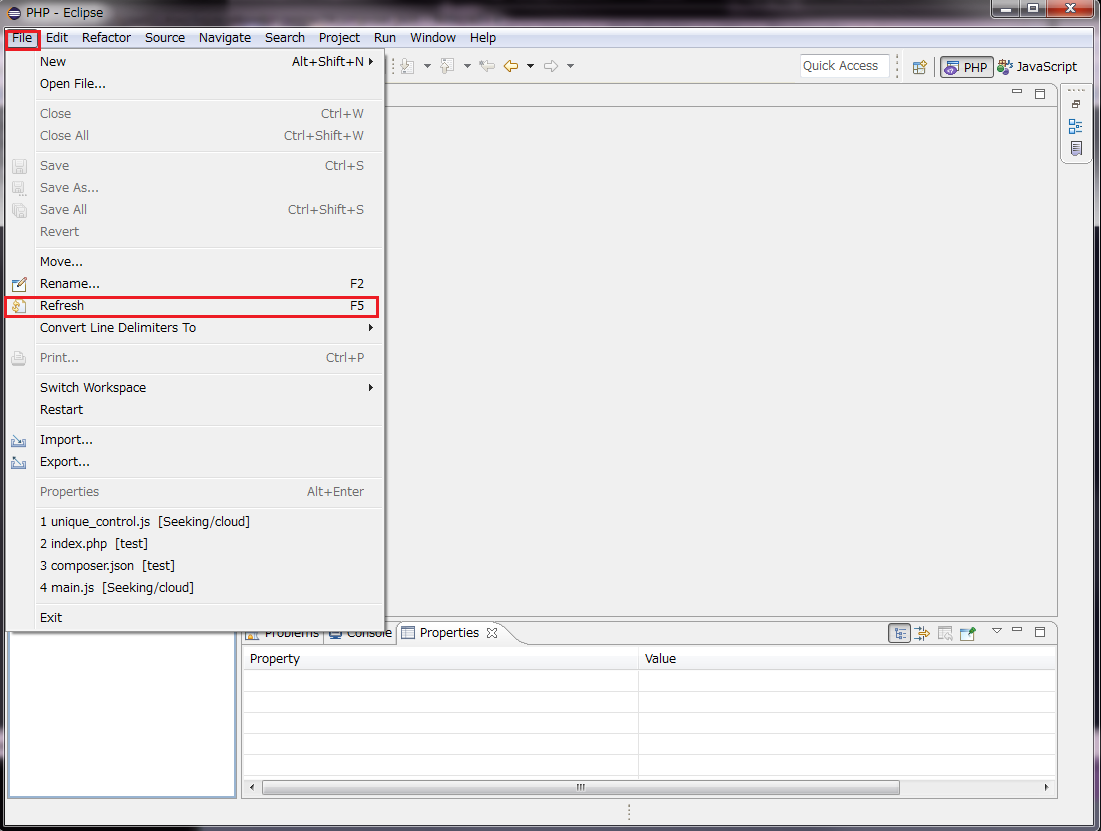 PHP - Eclipse
File Edit Refactor Source Navigate Search Project Run Window Help
New Alt+Shift+N
Open File...
Close Ctrl+W
Close All Ctrl+Shift+W
Save Ctrl+S
Save As...
Save All Ctrl+Shift+S
Revert
Move...
Rename... F2
Refresh F5
Convert Line Delimiters To
Print... Ctrl+P
Switch Workspace
Restart
Import...
Export...
Properties Alt+Enter
1 unique_control.js [Seeking/cloud]
2 index.php [test]
3 composer.json [test]
4 main.js [Seeking/cloud]
Exit
Quick Access PHP JavaScript
Problems Console Properties
Property Value